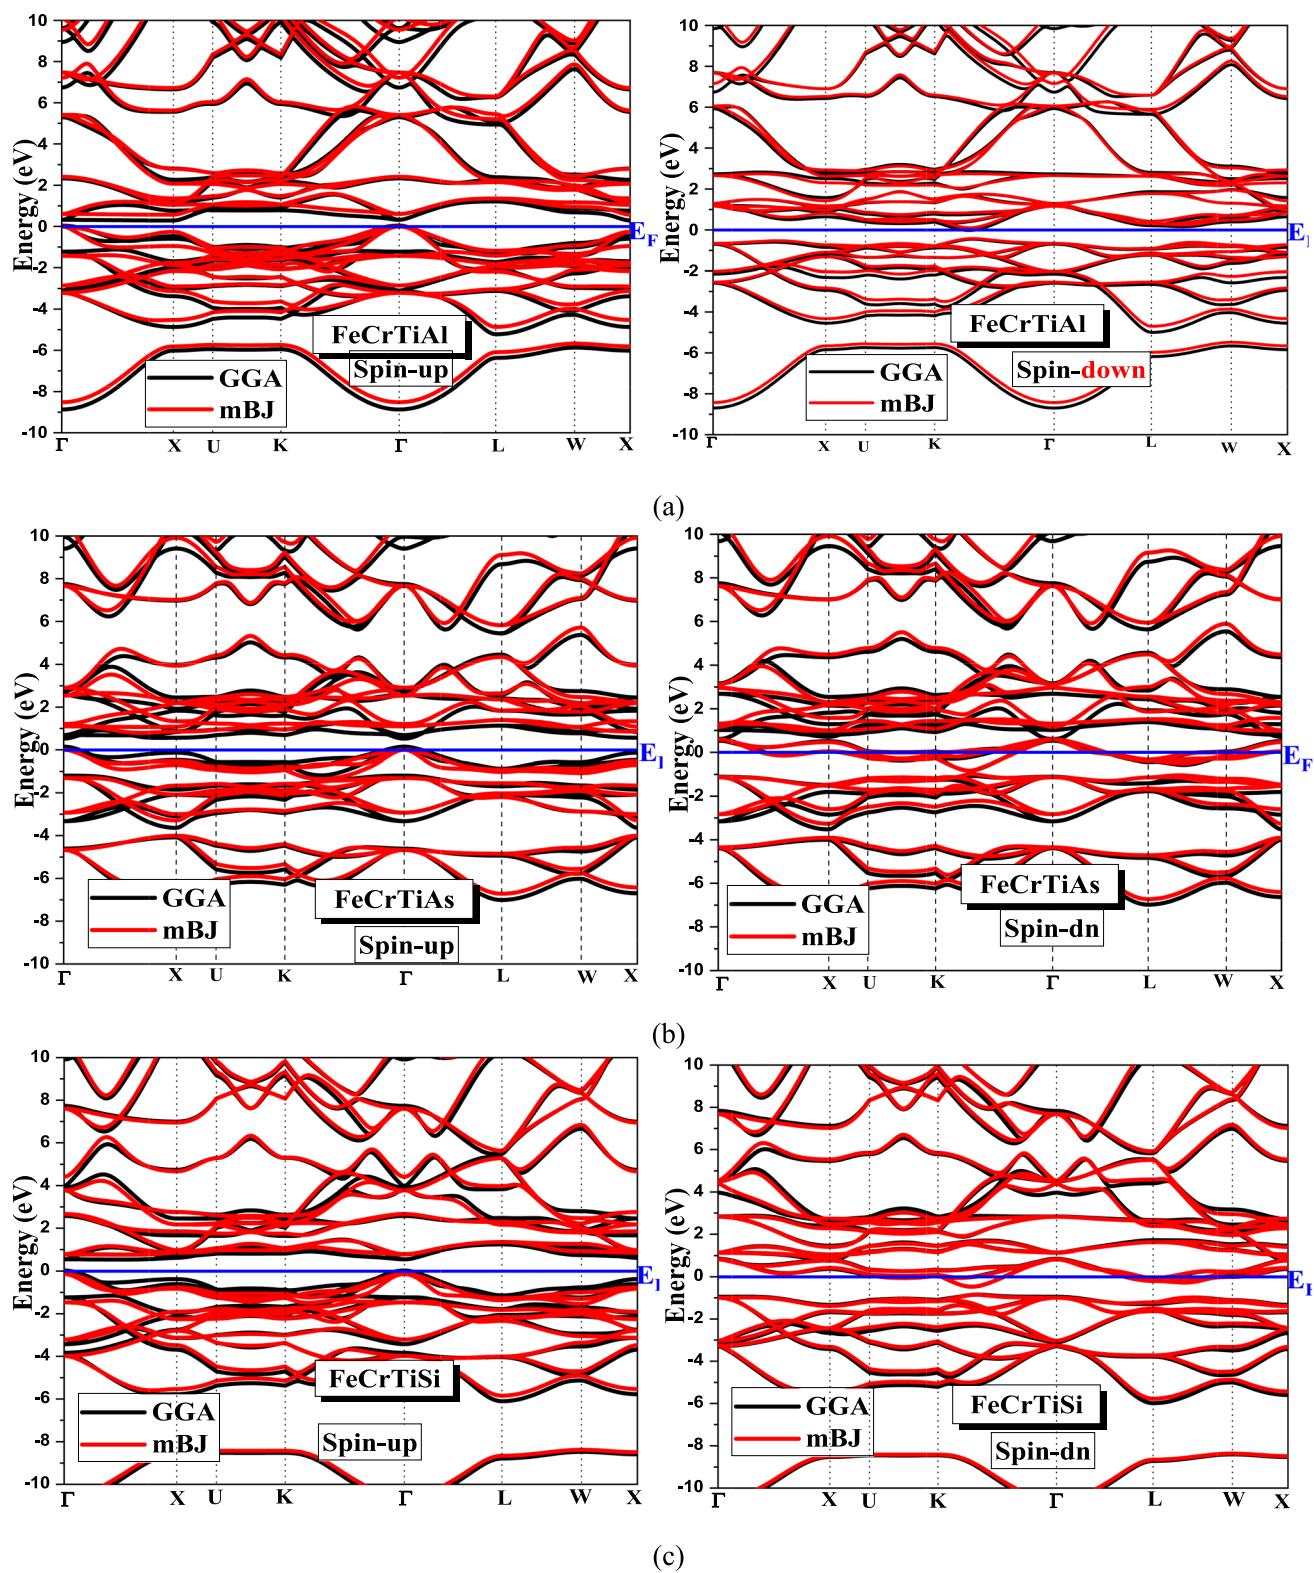 Energy (eV)
10
8
6
4
2
0
-2
-4
-6
-8
-10
E_F
FeCrTiAl
Spin-up
GGA
mBJ
Γ X U K Γ L W X
Energy (eV)
10
8
6
4
2
0
-2
-4
-6
-8
-10
FeCrTiAl
Spin-down
GGA
mBJ
Γ X U K Γ L W X
(a)
Energy (eV)
10
8
6
4
2
0
-2
-4
-6
-8
-10
FeCrTiAs
Spin-up
GGA
mBJ
Γ X U K Γ L W X
Energy (eV)
10
8
6
4
2
0
-2
-4
-6
-8
-10
E_F
FeCrTiAs
Spin-dn
GGA
mBJ
Γ X U K Γ L W X
(b)
Energy (eV)
10
8
6
4
2
0
-2
-4
-6
-8
-10
FeCrTiSi
Spin-up
GGA
mBJ
Γ X U K Γ L W X
Energy (eV)
10
8
6
4
2
0
-2
-4
-6
-8
-10
FeCrTiSi
Spin-dn
GGA
mBJ
Γ X U K Γ L W X
(c)